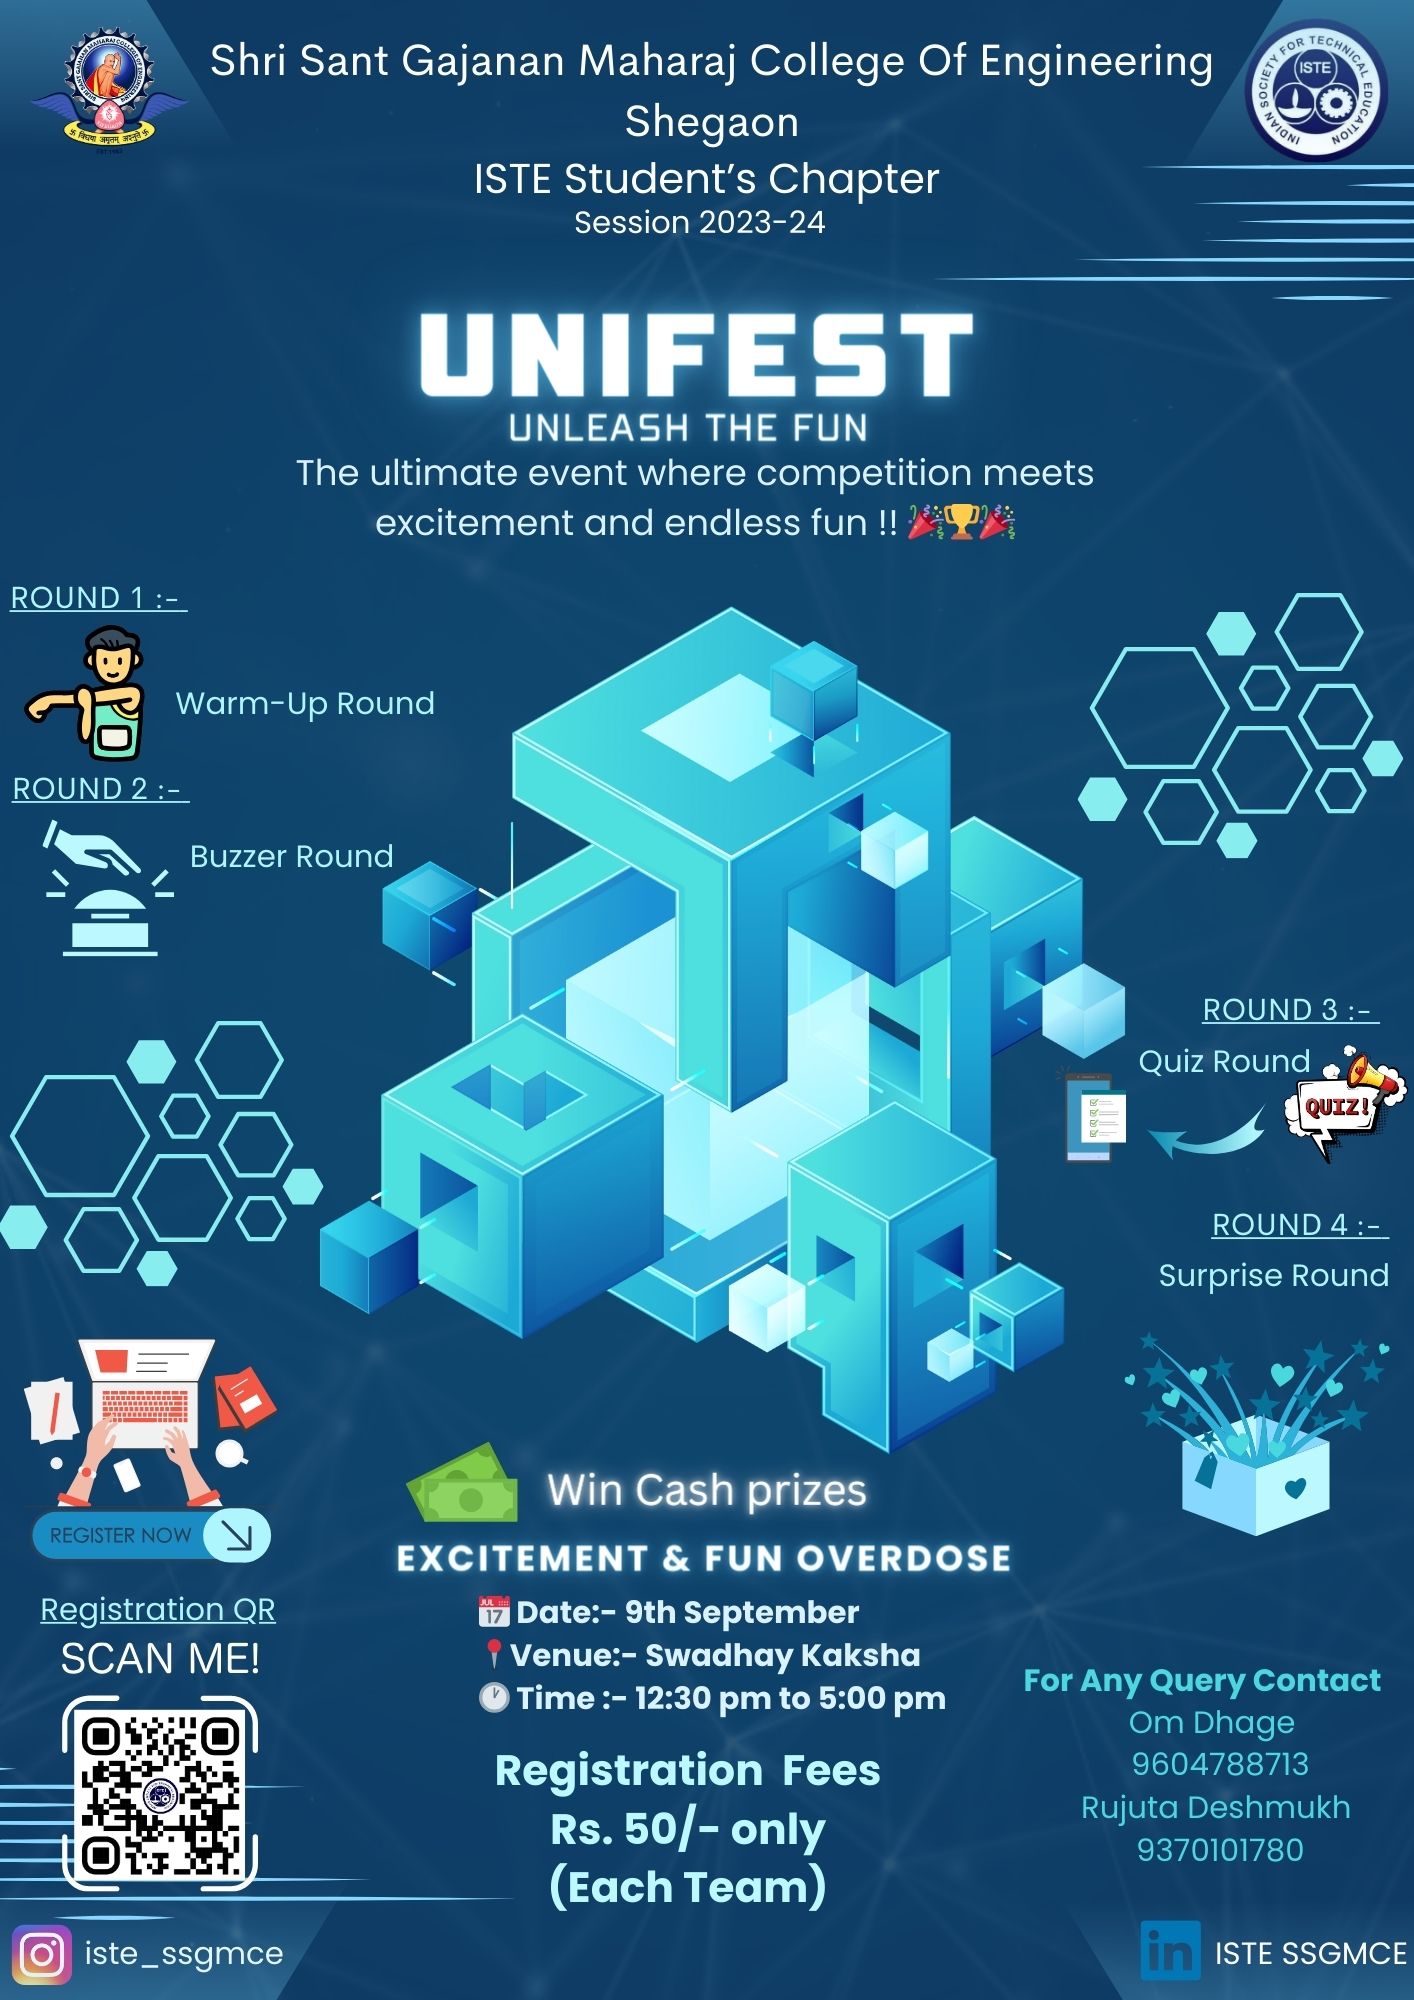 Shri Sant Gajanan Maharaj College Of Engineering
Shegaon
ISTE Student's Chapter
Session 2023-24
INDIAN SOCIETY FOR TECHNICAL EDUCATION
ISTE
UNIFEST
UNLEASH THE FUN
The ultimate event where competition meets
excitement and endless fun !! 🎉🏆🎉
ROUND 1 :-
Warm-Up Round
ROUND 2 :-
Buzzer Round
ROUND 3 :-
Quiz Round
QUIZ!
ROUND 4 :-
Surprise Round
REGISTER NOW
Registration QR
SCAN ME!
Win Cash prizes
EXCITEMENT & FUN OVERDOSE
📅 Date:- 9th September
📍 Venue:- Swadhay Kaksha
🕐 Time :- 12:30 pm to 5:00 pm
Registration Fees
Rs. 50/- only
(Each Team)
For Any Query Contact
Om Dhage
9604788713
Rujuta Deshmukh
9370101780
iste_ssgmce
in ISTE SSGMCE